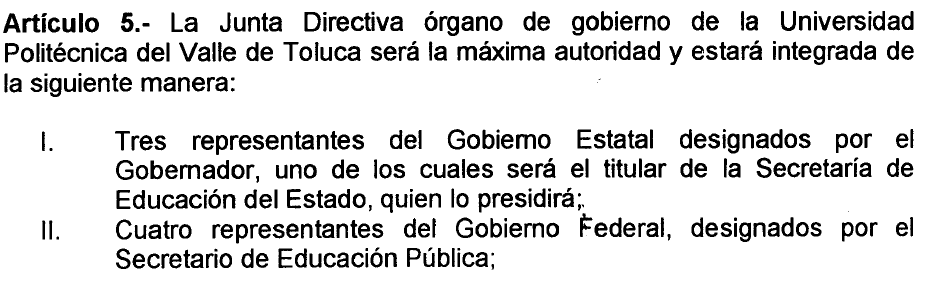 Artículo 5.- La Junta Directiva órgano de gobierno de la Universidad
Politécnica del Valle de Toluca será la máxima autoridad y estará integrada de
la siguiente manera:
I. Tres representantes del Gobierno Estatal designados por el
Gobernador, uno de los cuales será el titular de la Secretaría de
Educación del Estado, quien lo presidirá;
II. Cuatro representantes del Gobierno Federal, designados por el
Secretario de Educación Pública;